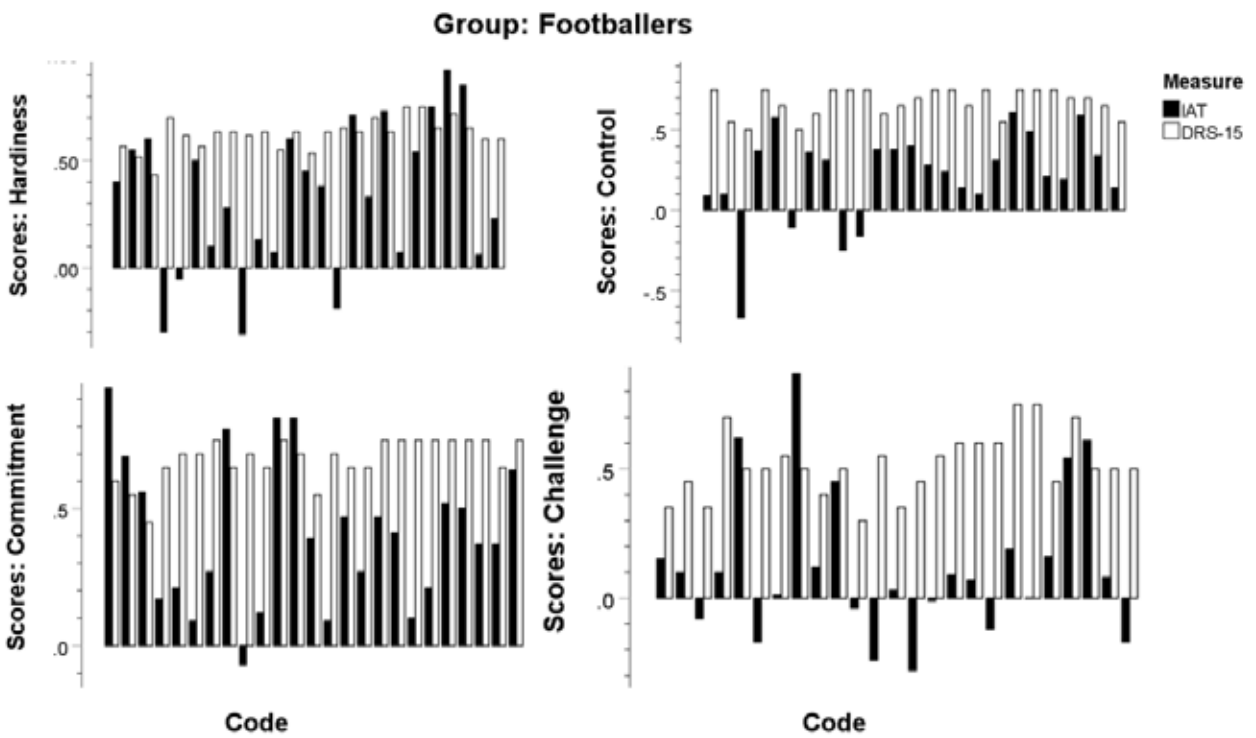 Group: Footballers
Measure
IAT
DRS-15
Scores: Hardiness
.50
.00
Scores: Control
.5
.0
-.5
Scores: Commitment
.5
.0
Code
Scores: Challenge
.5
.0
Code